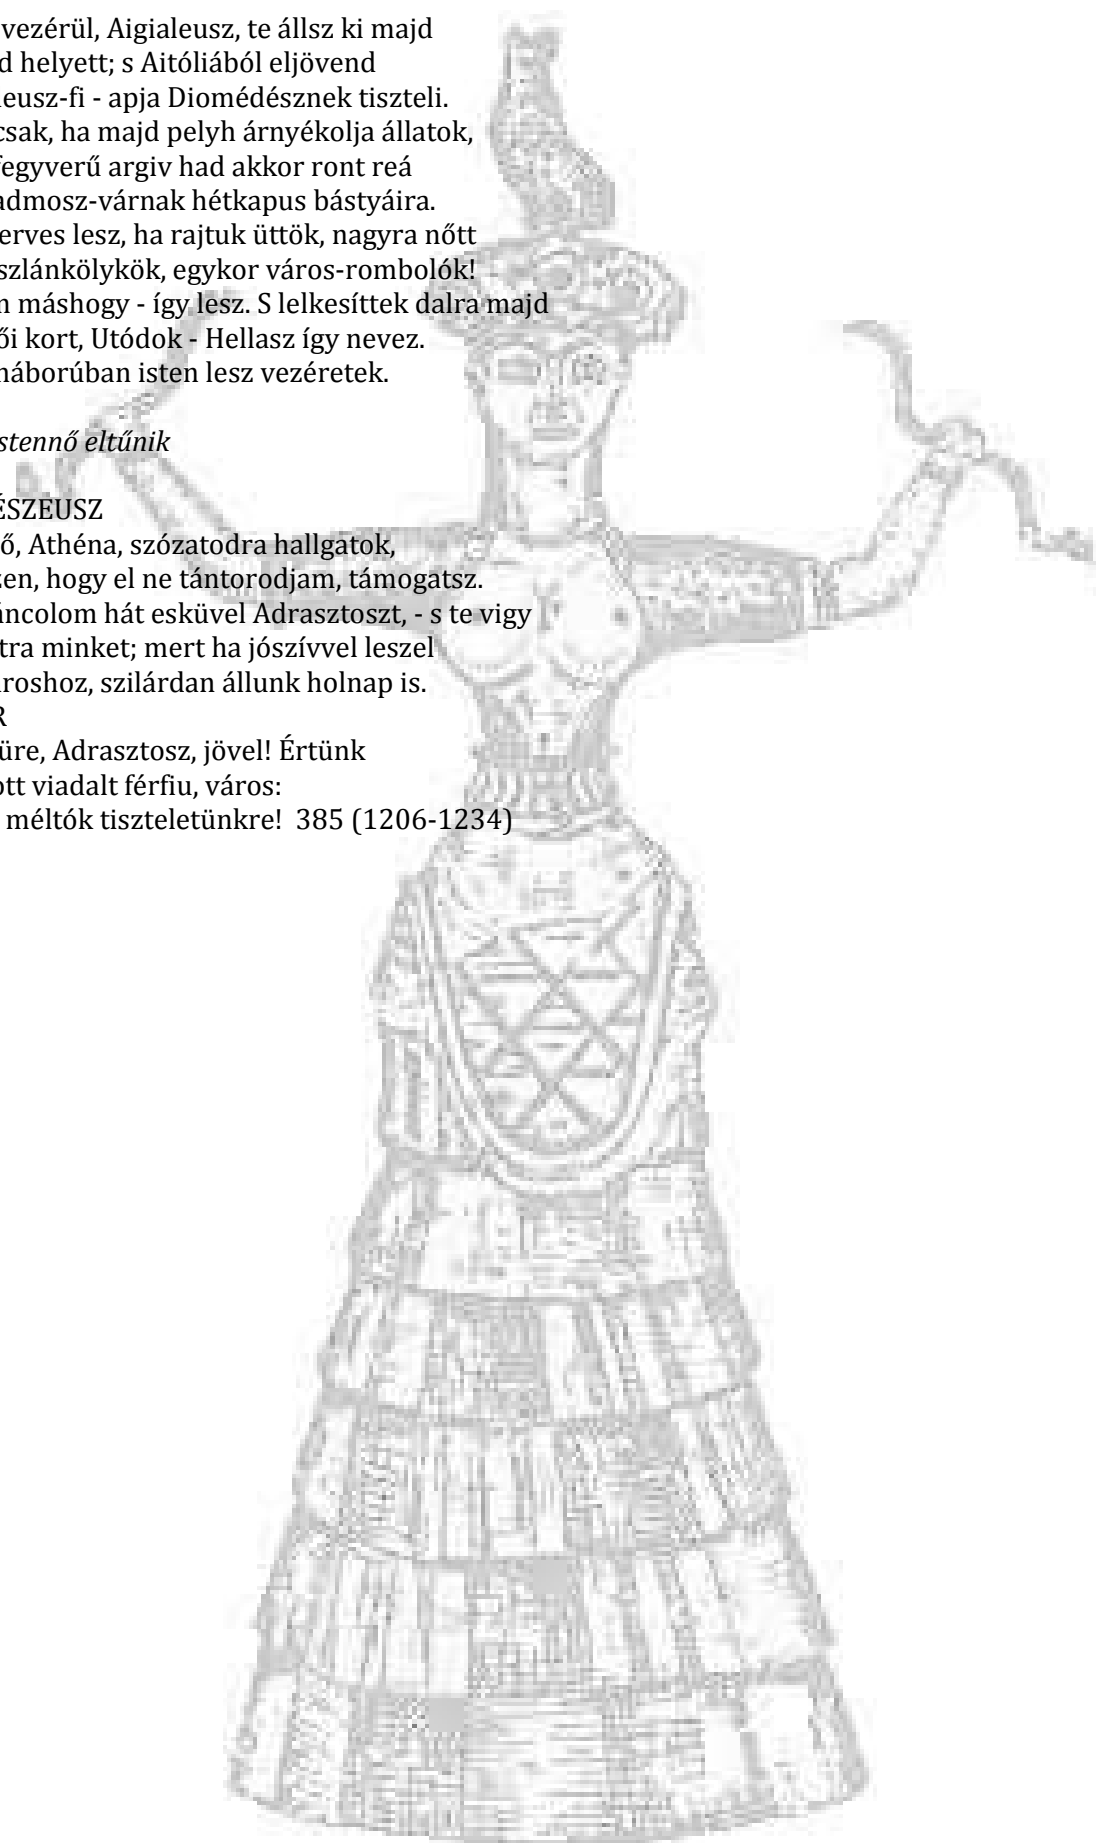 vezérül, Aigialeusz, te állsz ki majd
d helyett; s Aitóliából eljövend
eusz-fi - apja Diomédésznek tiszteli.
csak, ha majd pelyh árnyékolja állatok,
fegyverű argiv had akkor ront reá
admosz-várnak hétkapus bástyáira.
erves lesz, ha rajtuk üttök, nagyra nőtt
szlánkölykök, egykor város-rombolók!
n máshogy - így lesz. S lelkesíttek dalra majd
ői kort, Utódok - Hellasz így nevez.
háborúban isten lesz vezéretek.
stennő eltűnik
ÉSZEUSZ
ő, Athéna, szózatodra hallgatok,
zen, hogy el ne tántorodjam, támogatsz.
áncolom hát esküvel Adrasztoszt, - s te vigy
tra minket; mert ha jószívvel leszel
ároshoz, szilárdan állunk holnap is.
R
üre, Adrasztosz, jövel! Értünk
ott viadalt férfiu, város:
méltók tiszteletünkre! 385 (1206-1234)